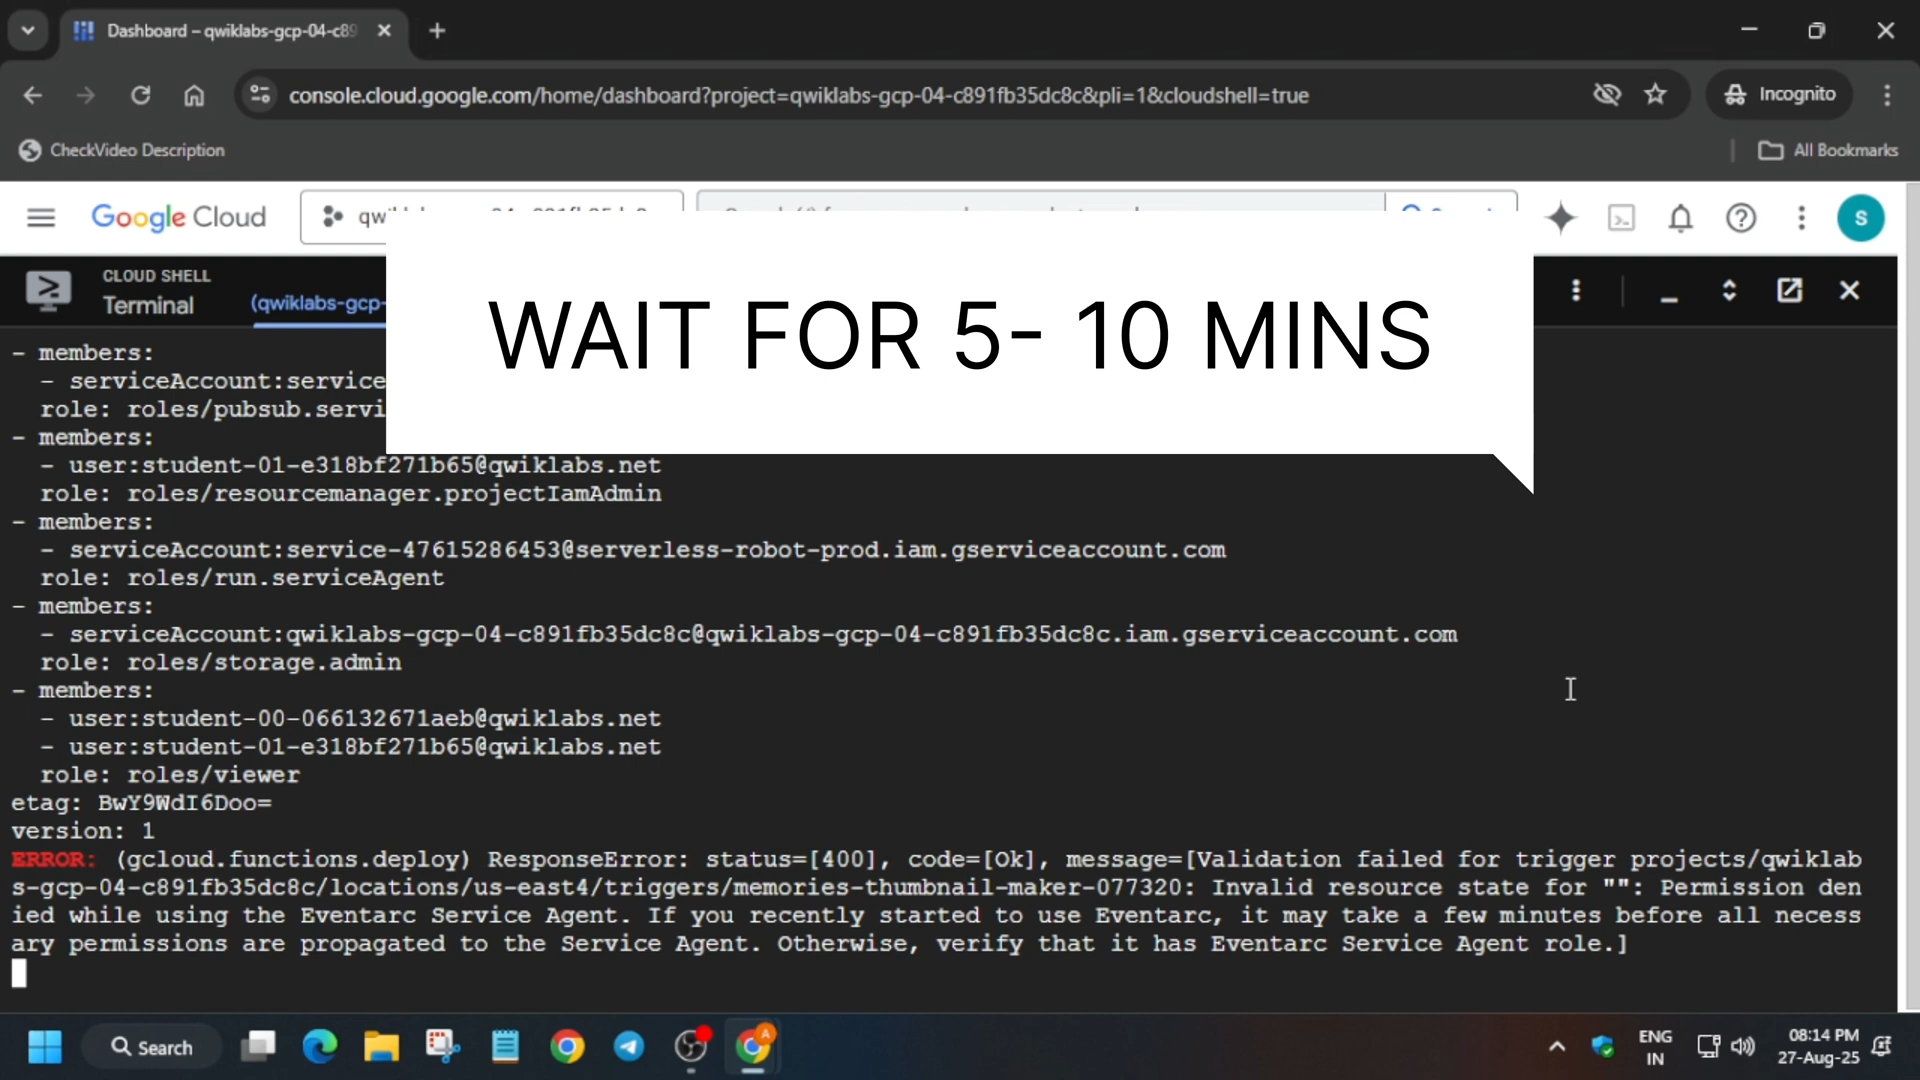 Dashboard – qwiklabs-gcp-04-c89
console.cloud.google.com/home/dashboard?project=qwiklabs-gcp-04-c891fb35dc8c&pli=1&cloudshell=true
Incognito
CheckVideo Description
All Bookmarks
Google Cloud
S
CLOUD SHELL
Terminal
(qwiklabs-gcp-
WAIT FOR 5- 10 MINS
- members:
- serviceAccount:service
role: roles/pubsub.servi
- members:
- user:student-01-e318bf271b65@qwiklabs.net
role: roles/resourcemanager.projectIamAdmin
- members:
- serviceAccount:service-47615286453@serverless-robot-prod.iam.gserviceaccount.com
role: roles/run.serviceAgent
- members:
- serviceAccount:qwiklabs-gcp-04-c891fb35dc8c@qwiklabs-gcp-04-c891fb35dc8c.iam.gserviceaccount.com
role: roles/storage.admin
- members:
- user:student-00-066132671aeb@qwiklabs.net
- user:student-01-e318bf271b65@qwiklabs.net
role: roles/viewer
etag: BwY9WdI6Doo=
version: 1
ERROR: (gcloud.functions.deploy) ResponseError: status=[400], code=[Ok], message=[Validation failed for trigger projects/qwiklab
s-gcp-04-c891fb35dc8c/locations/us-east4/triggers/memories-thumbnail-maker-077320: Invalid resource state for "": Permission den
ied while using the Eventarc Service Agent. If you recently started to use Eventarc, it may take a few minutes before all necess
ary permissions are propagated to the Service Agent. Otherwise, verify that it has Eventarc Service Agent role.]
Search
ENG
IN
08:14 PM
27-Aug-25